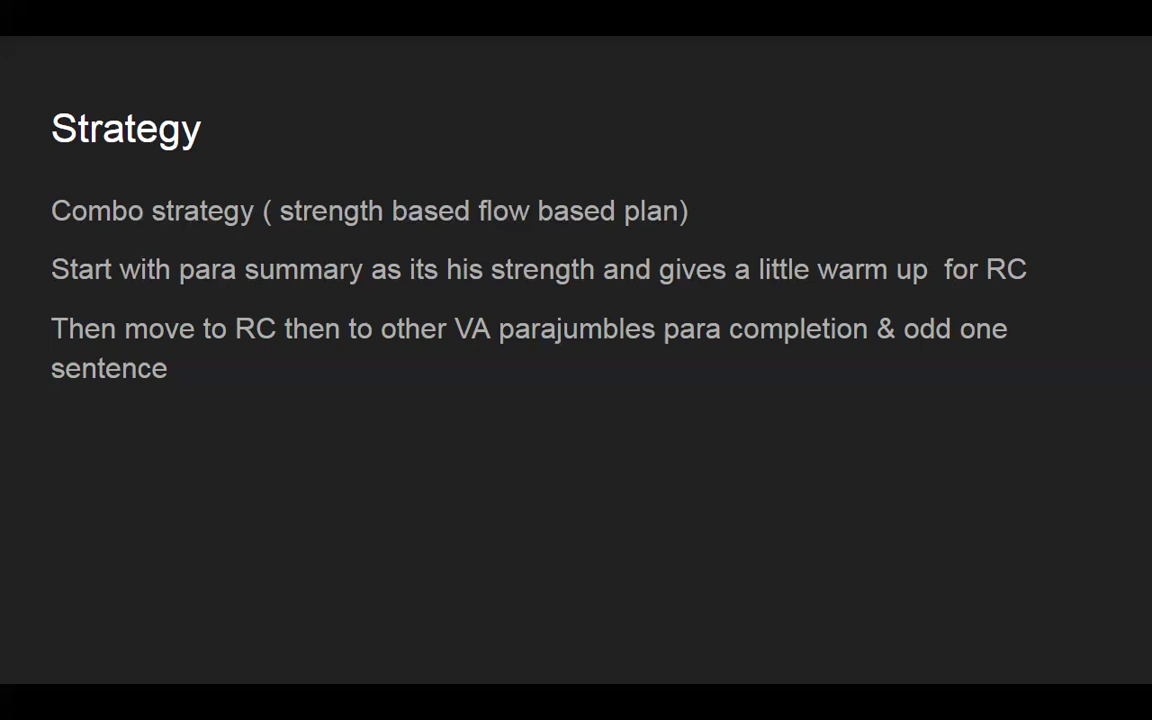 Strategy
Combo strategy ( strength based flow based plan)
Start with para summary as its his strength and gives a little warm up  for RC
Then move to RC then to other VA parajumbles para completion & odd one
sentence